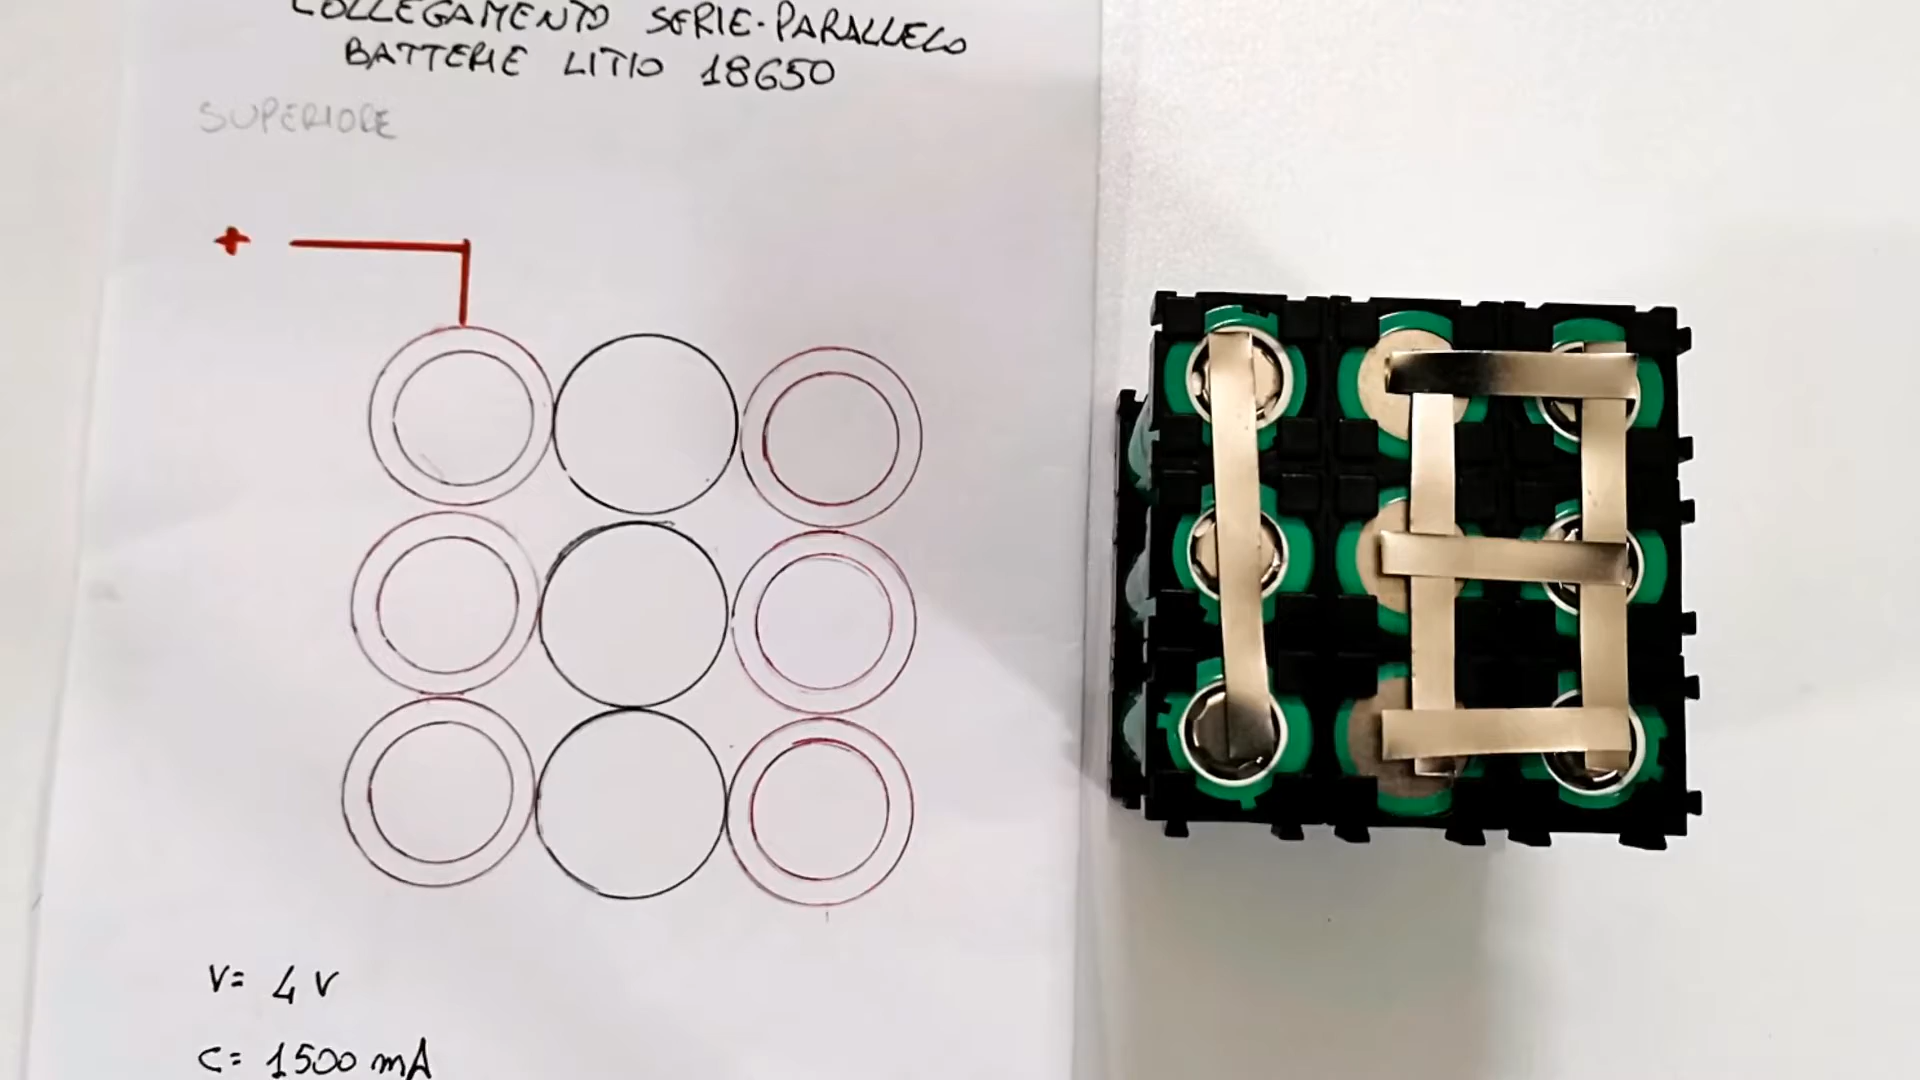 COLLEGAMENTO SERIE-PARALLELO
BATTERIE LITIO 18650
SUPERIORE
+
V= 4 V
C= 1500 mA